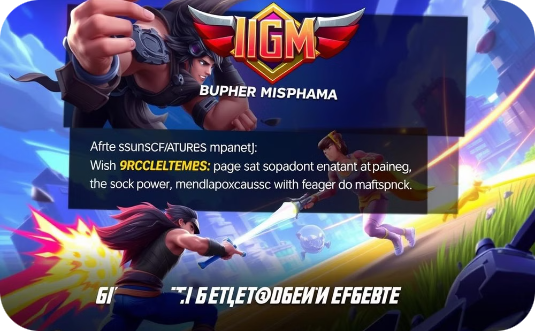 IIGM
BUPHER MISPHAMA
Afte ssunscf/atures mpanetj:
Wish 9RCCLELTEMES: page sat sopadont enatant at paineg,
the sock power, mendlapoxcaussc with feager do maftspnck.